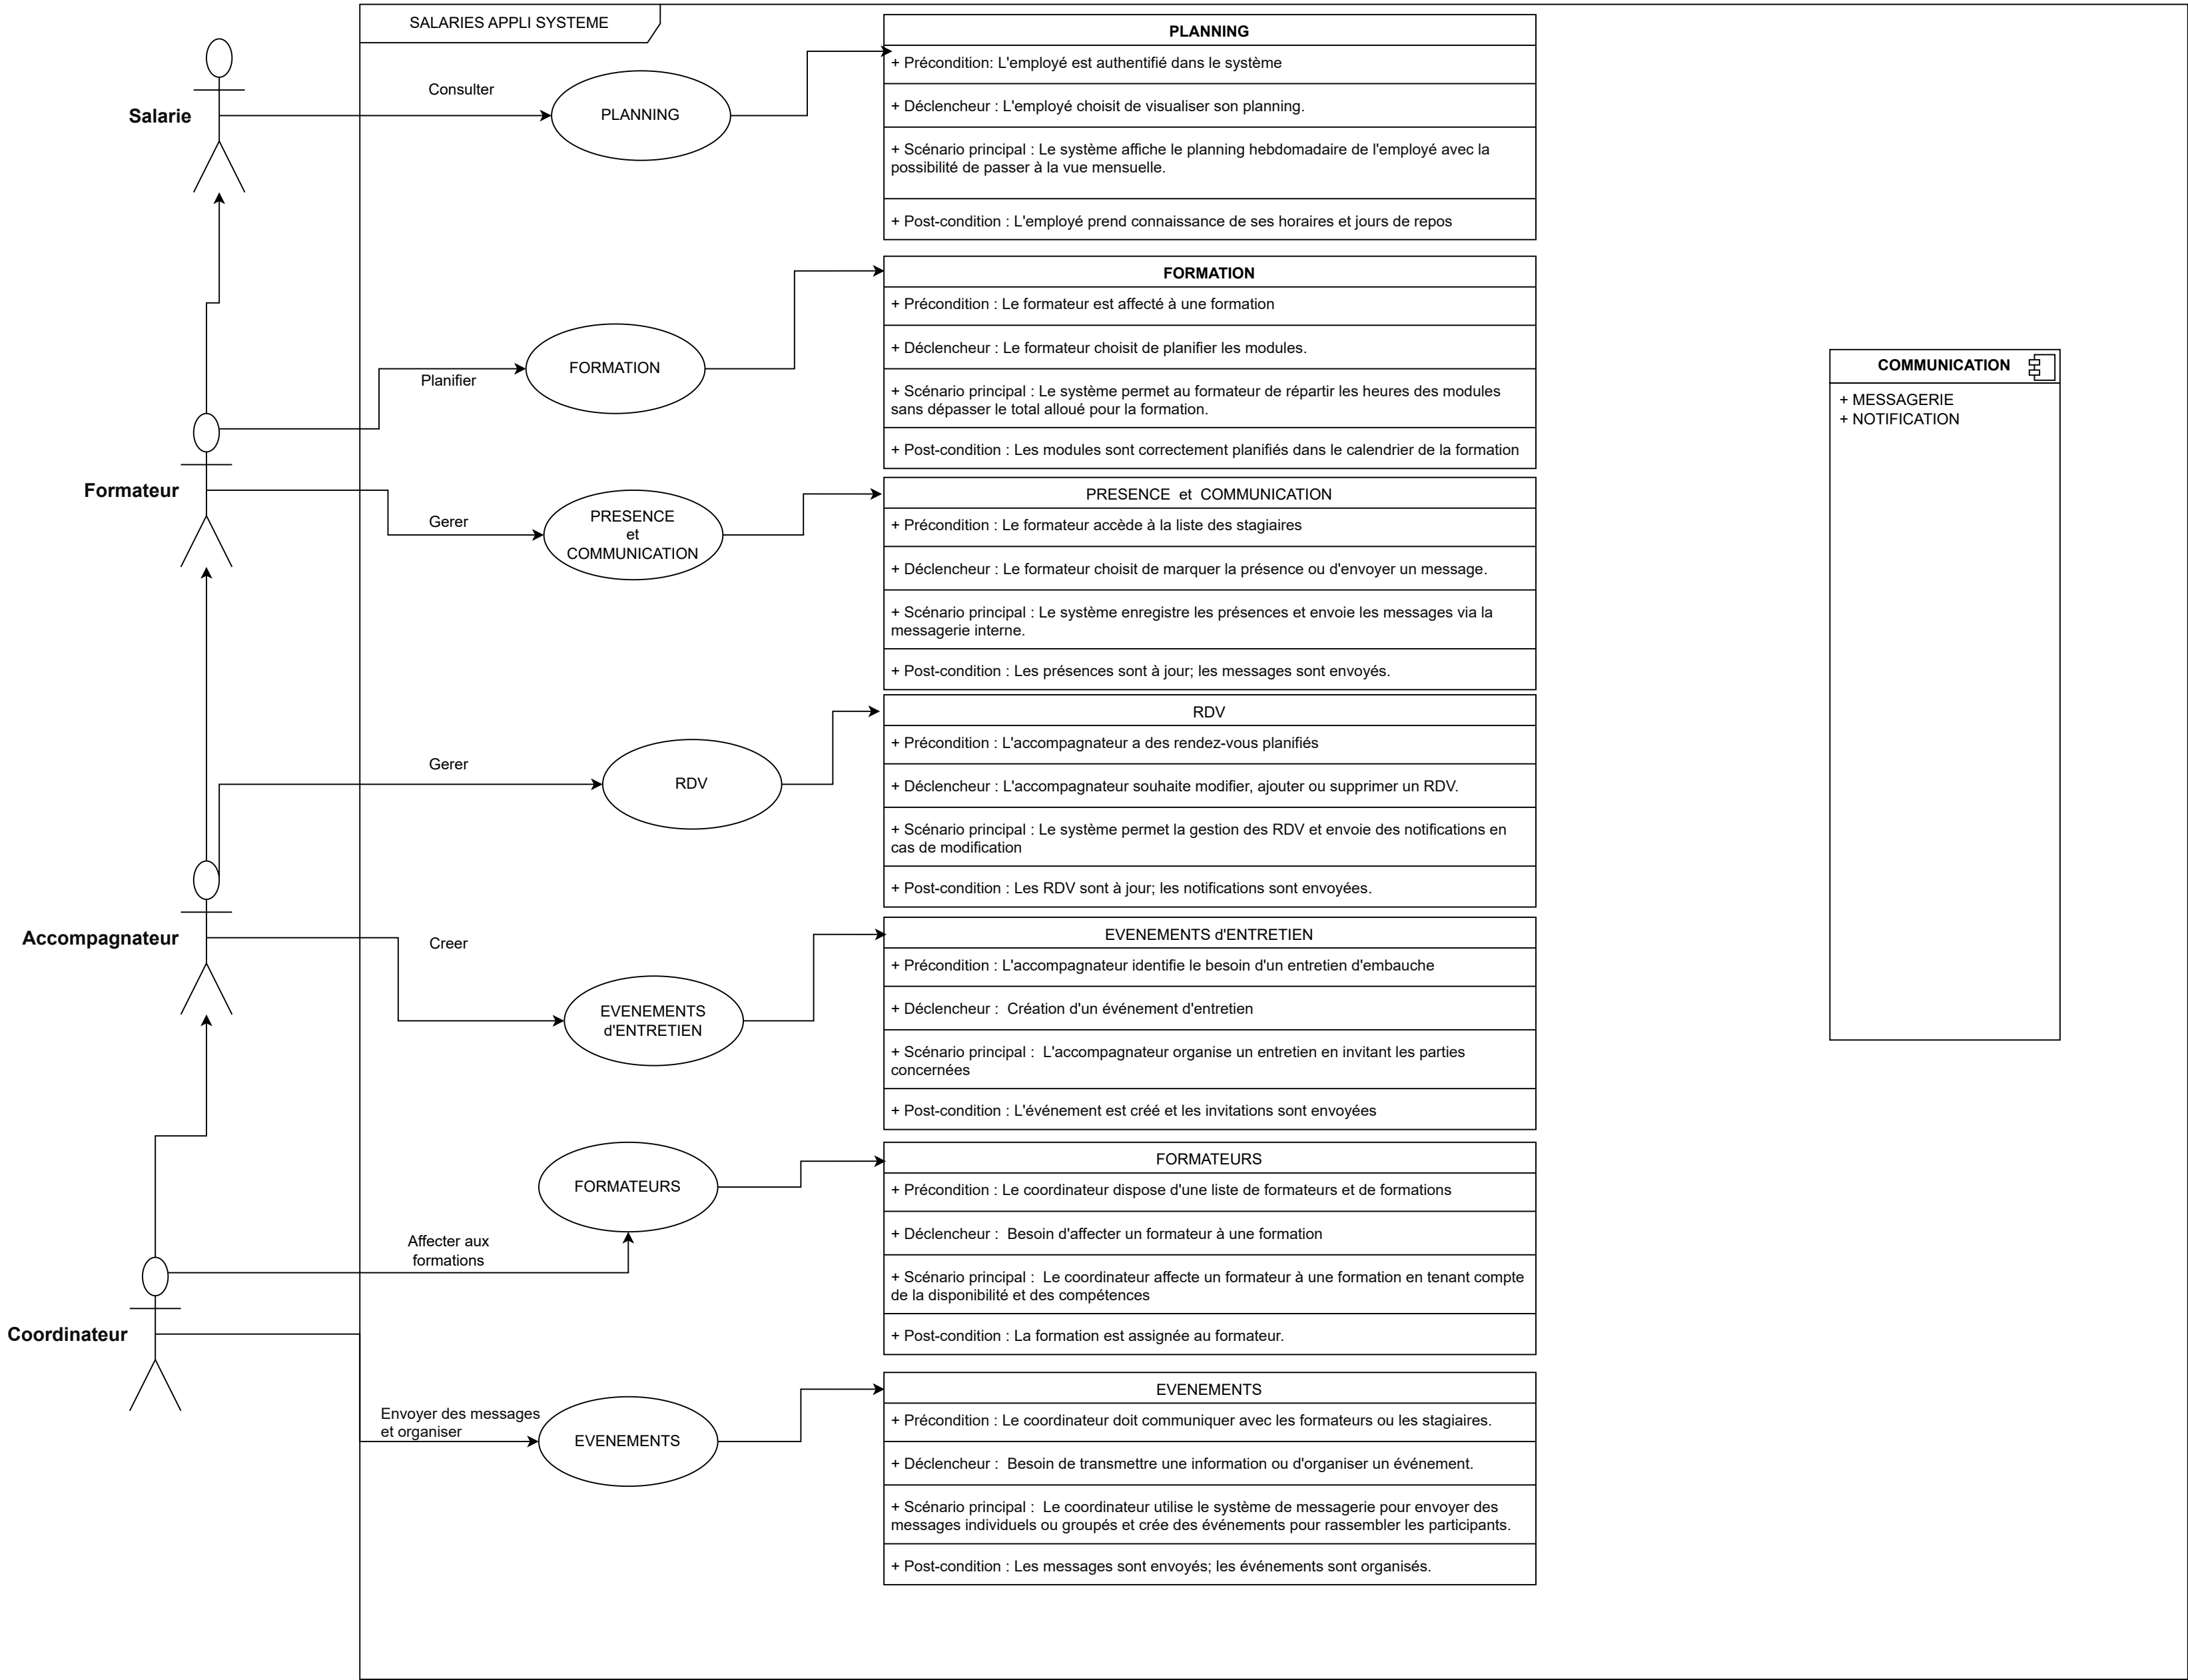 SALARIES APPLI SYSTEME
Salarie
Consulter
PLANNING
PLANNING
+ Précondition: L'employé est authentifié dans le système
+ Déclencheur : L'employé choisit de visualiser son planning.
+ Scénario principal : Le système affiche le planning hebdomadaire de l'employé avec la
possibilité de passer à la vue mensuelle.
+ Post-condition : L'employé prend connaissance de ses horaires et jours de repos
Formateur
Planifier
FORMATION
FORMATION
+ Précondition : Le formateur est affecté à une formation
+ Déclencheur : Le formateur choisit de planifier les modules.
+ Scénario principal : Le système permet au formateur de répartir les heures des modules
sans dépasser le total alloué pour la formation.
+ Post-condition : Les modules sont correctement planifiés dans le calendrier de la formation
Gerer
PRESENCE
et
COMMUNICATION
PRESENCE et COMMUNICATION
+ Précondition : Le formateur accède à la liste des stagiaires
+ Déclencheur : Le formateur choisit de marquer la présence ou d'envoyer un message.
+ Scénario principal : Le système enregistre les présences et envoie les messages via la
messagerie interne.
+ Post-condition : Les présences sont à jour; les messages sont envoyés.
Accompagnateur
Gerer
RDV
RDV
+ Précondition : L'accompagnateur a des rendez-vous planifiés
+ Déclencheur : L'accompagnateur souhaite modifier, ajouter ou supprimer un RDV.
+ Scénario principal : Le système permet la gestion des RDV et envoie des notifications en
cas de modification
+ Post-condition : Les RDV sont à jour; les notifications sont envoyées.
Creer
EVENEMENTS
d'ENTRETIEN
EVENEMENTS d'ENTRETIEN
+ Précondition : L'accompagnateur identifie le besoin d'un entretien d'embauche
+ Déclencheur : Création d'un événement d'entretien
+ Scénario principal : L'accompagnateur organise un entretien en invitant les parties
concernées
+ Post-condition : L'événement est créé et les invitations sont envoyées
Coordinateur
Affecter aux
formations
FORMATEURS
FORMATEURS
+ Précondition : Le coordinateur dispose d'une liste de formateurs et de formations
+ Déclencheur : Besoin d'affecter un formateur à une formation
+ Scénario principal : Le coordinateur affecte un formateur à une formation en tenant compte
de la disponibilité et des compétences
+ Post-condition : La formation est assignée au formateur.
Envoyer des messages
et organiser
EVENEMENTS
EVENEMENTS
+ Précondition : Le coordinateur doit communiquer avec les formateurs ou les stagiaires.
+ Déclencheur : Besoin de transmettre une information ou d'organiser un événement.
+ Scénario principal : Le coordinateur utilise le système de messagerie pour envoyer des
messages individuels ou groupés et crée des événements pour rassembler les participants.
+ Post-condition : Les messages sont envoyés; les événements sont organisés.
COMMUNICATION
+ MESSAGERIE
+ NOTIFICATION